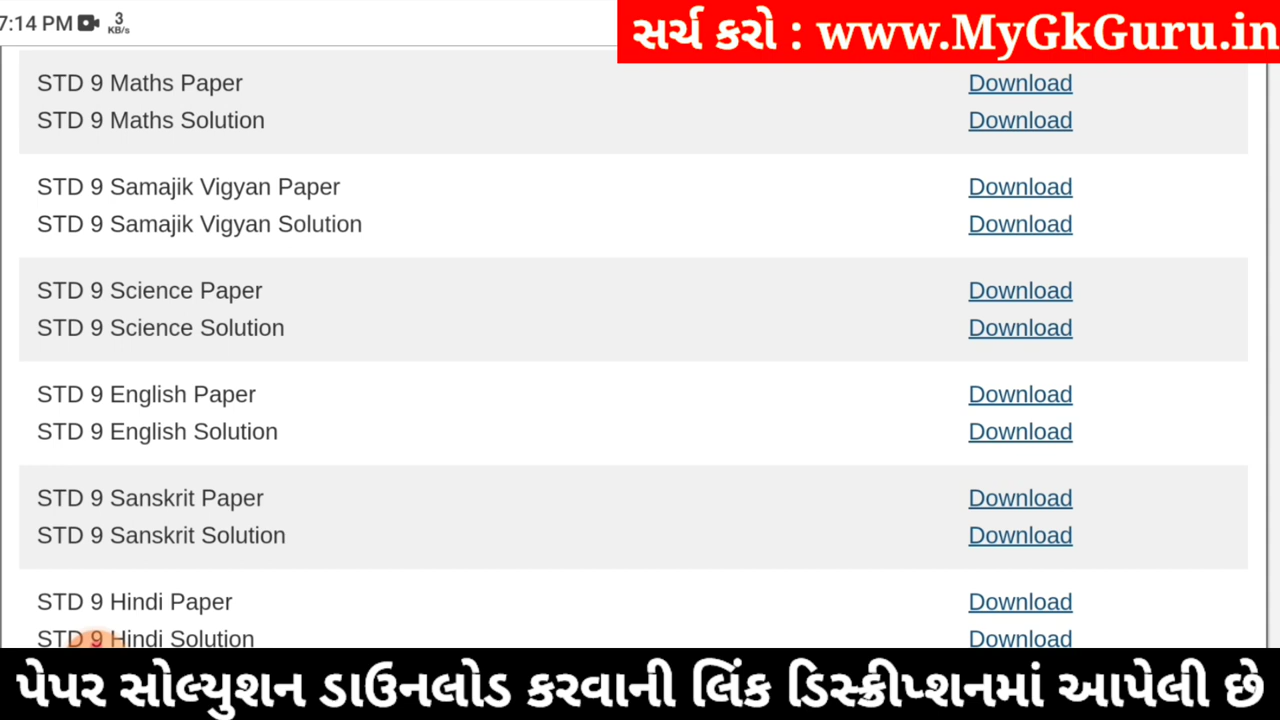 7:14 PM 3 KB/s
સર્ચ કરો : www.MyGkGuru.in
STD 9 Maths Paper Download
STD 9 Maths Solution Download
STD 9 Samajik Vigyan Paper Download
STD 9 Samajik Vigyan Solution Download
STD 9 Science Paper Download
STD 9 Science Solution Download
STD 9 English Paper Download
STD 9 English Solution Download
STD 9 Sanskrit Paper Download
STD 9 Sanskrit Solution Download
STD 9 Hindi Paper Download
STD 9 Hindi Solution Download
પેપર સોલ્યુશન ડાઉનલોડ કરવાની લિંક ડિસ્ક્રીપ્શનમાં આપેલી છે